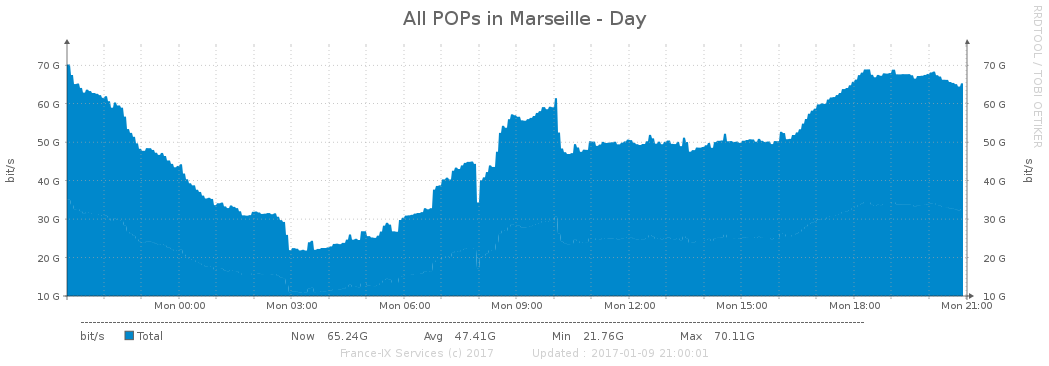 All POPs in Marseille - Day
RRDTOOL / TOBI OETIKER
bit/s
70 G 70 G
60 G 60 G
50 G 50 G
40 G 40 G
30 G 30 G
20 G 20 G
10 G 10 G
bit/s
Mon 00:00 Mon 03:00 Mon 06:00 Mon 09:00 Mon 12:00 Mon 15:00 Mon 18:00 Mon 21:00
bit/s Total Now 65.24G Avg 47.41G Min 21.76G Max 70.11G
France-IX Services (c) 2017 Updated : 2017-01-09 21:00:01